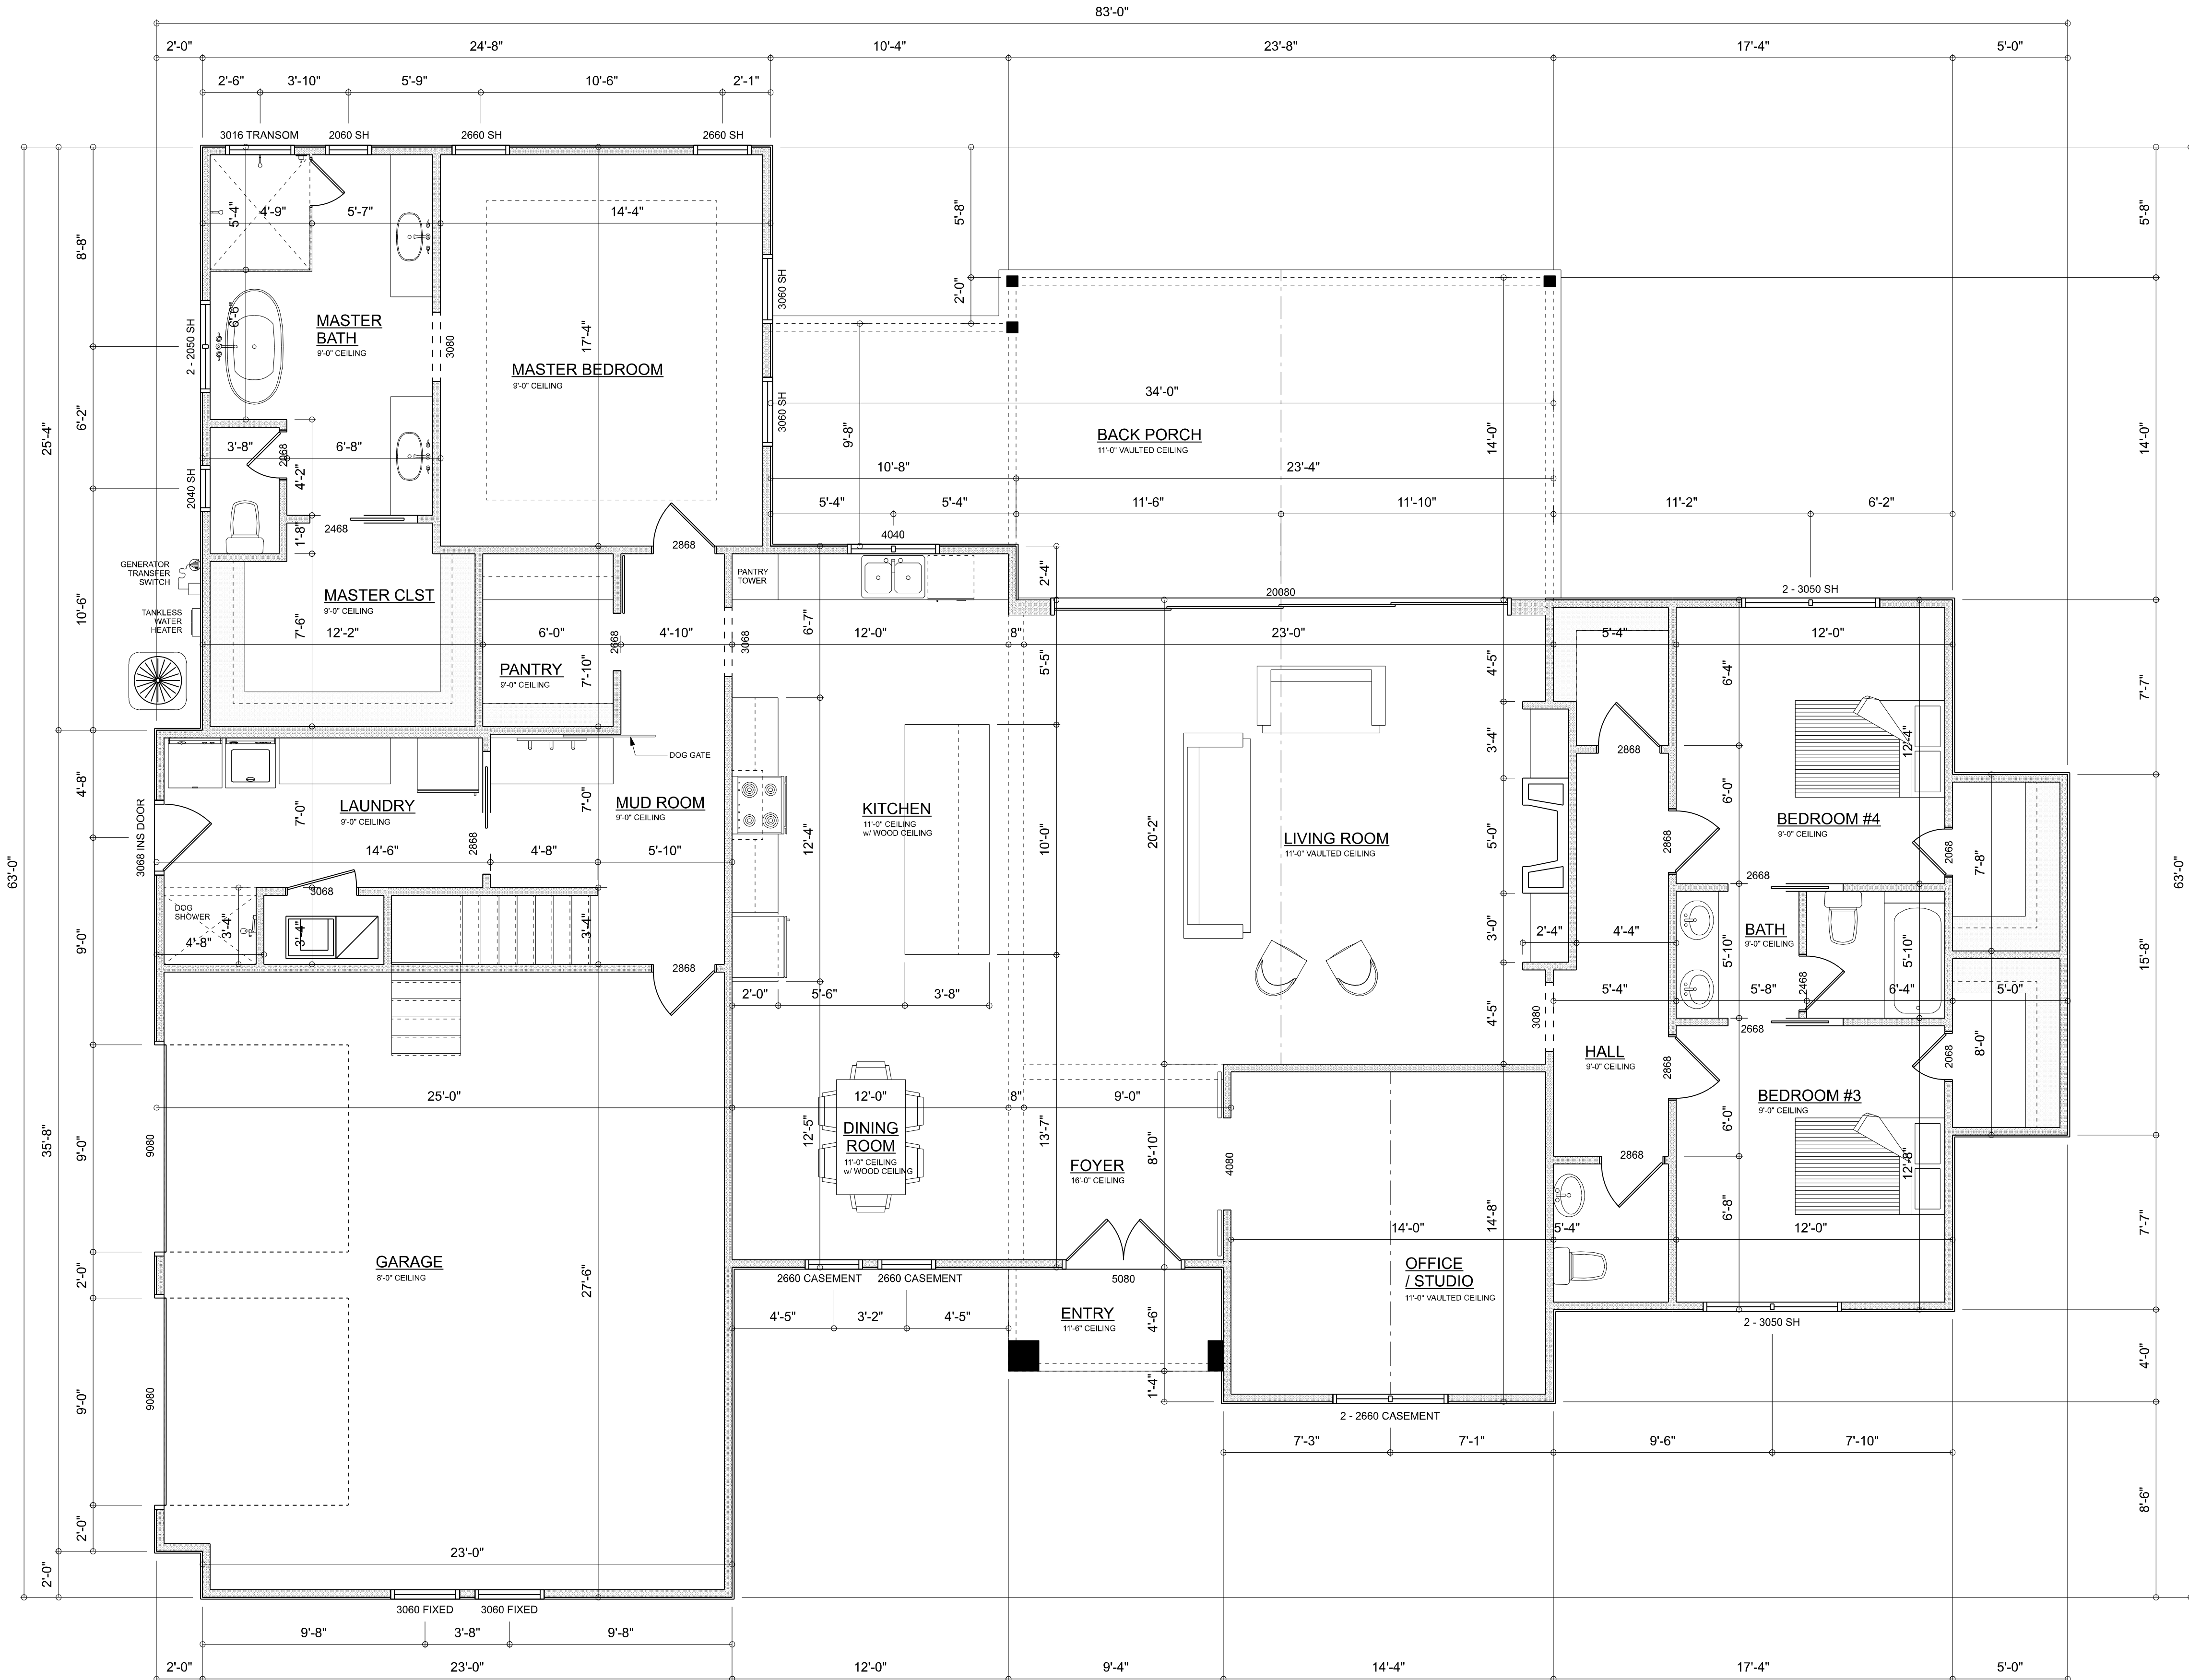 83'-0"
2'-0" 24'-8" 10'-4" 23'-8" 17'-4" 5'-0"
2'-6" 3'-10" 5'-9" 10'-6" 2'-1"
3016 TRANSOM 2060 SH 2660 SH 2660 SH
5'-4" 4'-9" 5'-7" 14'-4"
8'-8" 5'-8" 5'-8"
2'-0"
6'-6"
MASTER
BATH
9'-0" CEILING
2 - 2050 SH
3080
17'-4"
MASTER BEDROOM
9'-0" CEILING
3060 SH
3060 SH
34'-0"
BACK PORCH
11'-0" VAULTED CEILING
9'-8"
14'-0"
14'-0"
25'-4"
6'-2"
3'-8" 2068 6'-8"
4'-2"
2040 SH
10'-8" 23'-4"
5'-4" 5'-4" 11'-6" 11'-10" 11'-2" 6'-2"
2468
1'-8"
2868
4040
GENERATOR
TRANSFER
SWITCH
TANKLESS
WATER
HEATER
PANTRY
TOWER
2'-4"
20080
2 - 3050 SH
10'-6"
MASTER CLST
9'-0" CEILING
7'-6"
12'-2" 6'-0" 2668 4'-10" 3068 6'-7" 12'-0" 8" 23'-0" 5'-4" 12'-0"
PANTRY
9'-0" CEILING
7'-10"
5'-5"
4'-5"
6'-4"
7'-7"
DOG GATE
3'-4"
2868
12'-4"
4'-8"
3068 INS DOOR
LAUNDRY
9'-0" CEILING
7'-0"
7'-0"
MUD ROOM
9'-0" CEILING
KITCHEN
11'-0" CEILING
w/ WOOD CEILING
LIVING ROOM
11'-0" VAULTED CEILING
6'-0"
BEDROOM #4
9'-0" CEILING
14'-6" 2868 4'-8" 5'-10"
12'-4" 10'-0" 20'-2" 5'-0"
2868
2068
7'-8"
63'-0"
63'-0"
3068
2668
DOG
SHOWER
4'-8"
3'-4"
3'-4"
3'-4"
9'-0"
3'-0"
2'-4" 4'-4"
BATH
9'-0" CEILING
5'-10"
5'-10"
15'-8"
2868
2'-0" 5'-6" 3'-8"
4'-5"
3080
5'-4" 5'-8" 2468 6'-4" 5'-0"
2668
HALL
9'-0" CEILING
2868
2068
8'-0"
35'-8"
9'-0"
9080
25'-0" 12'-0" 8" 9'-0"
DINING
ROOM
11'-0" CEILING
w/ WOOD CEILING
12'-5"
13'-7"
8'-10"
FOYER
16'-0" CEILING
4080
BEDROOM #3
9'-0" CEILING
6'-0"
2868
12'-8"
6'-8"
14'-8"
14'-0" 5'-4" 12'-0"
7'-7"
GARAGE
8'-0" CEILING
2'-0"
27'-6"
2660 CASEMENT 2660 CASEMENT
5080
OFFICE
/ STUDIO
11'-0" VAULTED CEILING
4'-5" 3'-2" 4'-5"
ENTRY
11'-6" CEILING
4'-6"
2 - 3050 SH
4'-0"
9'-0"
9080
1'-4"
2 - 2660 CASEMENT
7'-3" 7'-1" 9'-6" 7'-10"
8'-6"
2'-0"
23'-0"
2'-0"
3060 FIXED 3060 FIXED
9'-8" 3'-8" 9'-8"
2'-0" 23'-0" 12'-0" 9'-4" 14'-4" 17'-4" 5'-0"